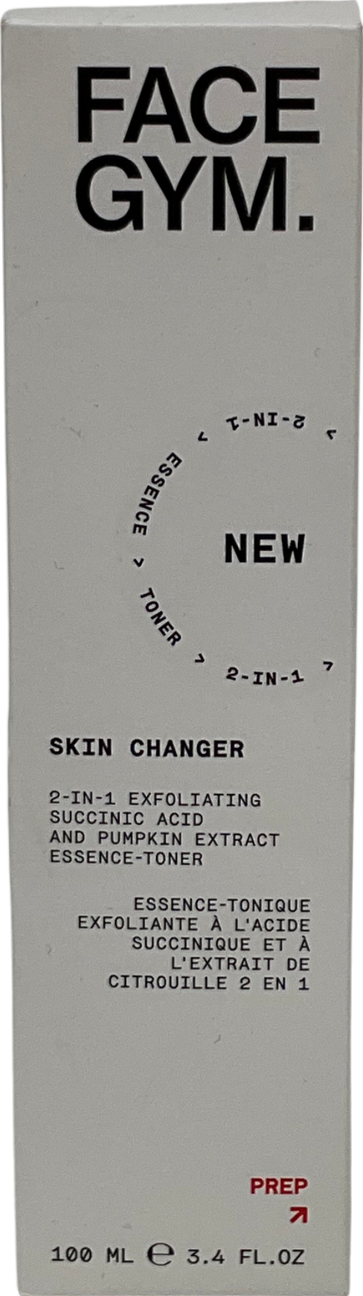 FACE
GYM.
2-IN-1
ESSENCE > TONER > 2-IN-1 >
NEW
SKIN CHANGER
2-IN-1 EXFOLIATING
SUCCINIC ACID
AND PUMPKIN EXTRACT
ESSENCE-TONER
ESSENCE-TONIQUE
EXFOLIANTE À L'ACIDE
SUCCINIQUE ET À
L'EXTRAIT DE
CITROUILLE 2 EN 1
PREP
↗
100 ML ℮ 3.4 FL.OZ